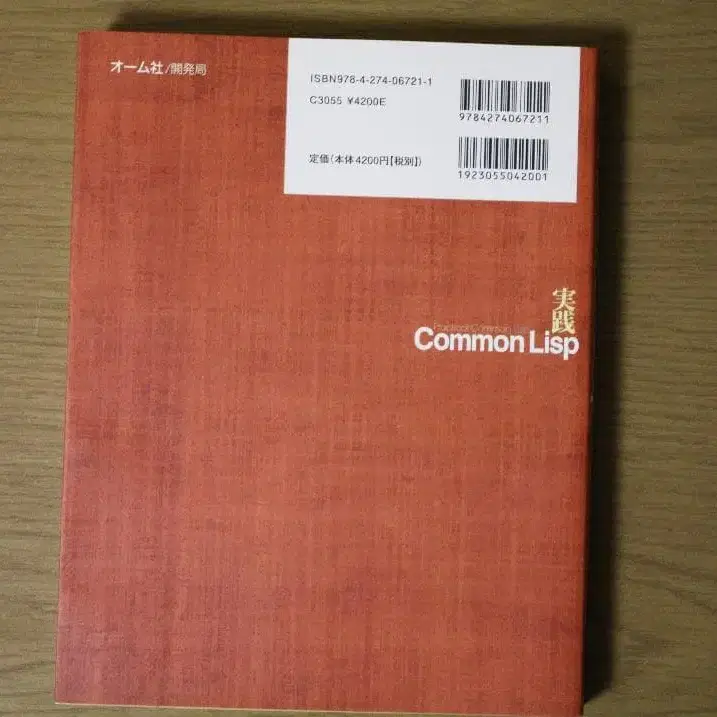 オーム社/開発局
ISBN978-4-274-06721-1
C3055 ¥4200E
定価(本体4200円【税別】)
9784274067211
1923055042001
実践
Practical Common Lisp
Common Lisp